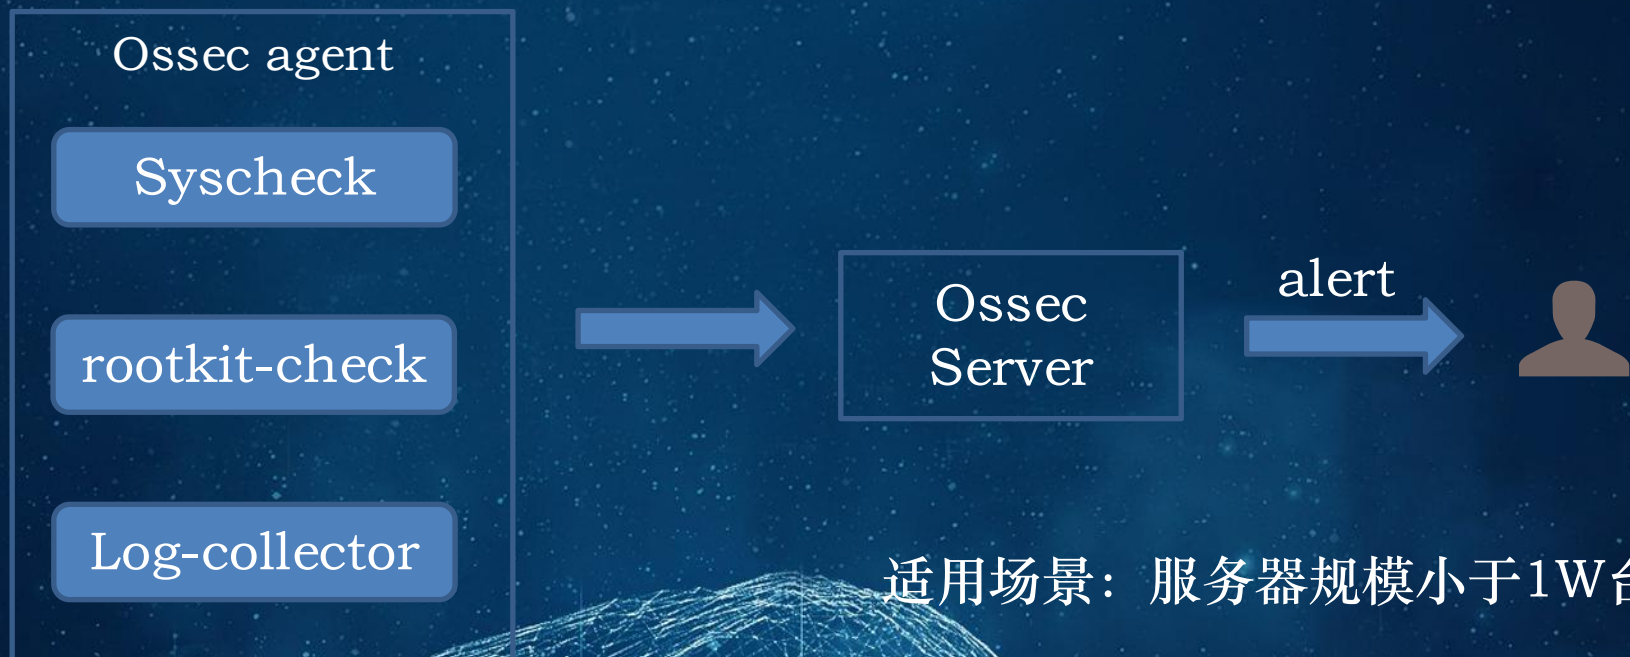 Ossec agent
Syscheck
rootkit-check
Log-collector
Ossec
Server
alert
适用场景：服务器规模小于1W台